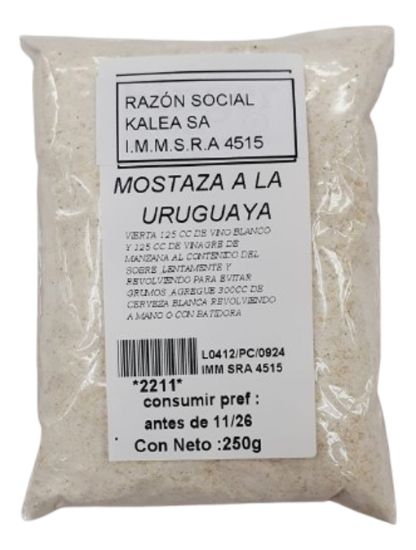 RAZÓN SOCIAL
KALEA SA
I.M.M.S.R.A 4515
MOSTAZA A LA
URUGUAYA
VIERTA 125 CC DE VINO BLANCO
Y 125 CC DE VINAGRE DE
MANZANA AL CONTENIDO DEL
SOBRE LENTAMENTE Y
REVOLVIENDO PARA EVITAR
GRUMOS. AGREGUE 300CC DE
CERVEZA BLANCA REVOLVIENDO
A MANO O CON BATIDORA
L0412/PC/0924
IMM SRA 4515
*2211*
consumir pref :
antes de 11/26
Con Neto :250g